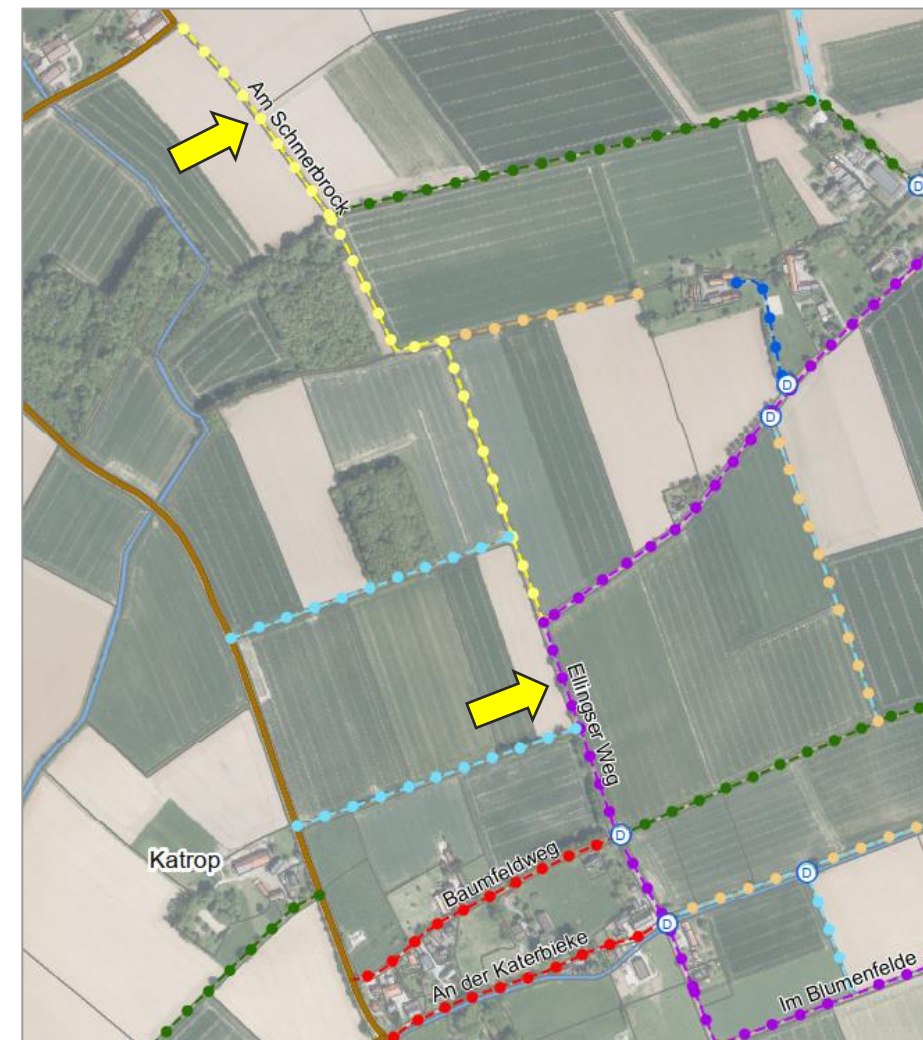 Am Schmerbrock
D
D
D
Ellingser Weg
D
Katrop
Baumfeldweg
D
D
An der Katerbieke
Im Blumenfelde